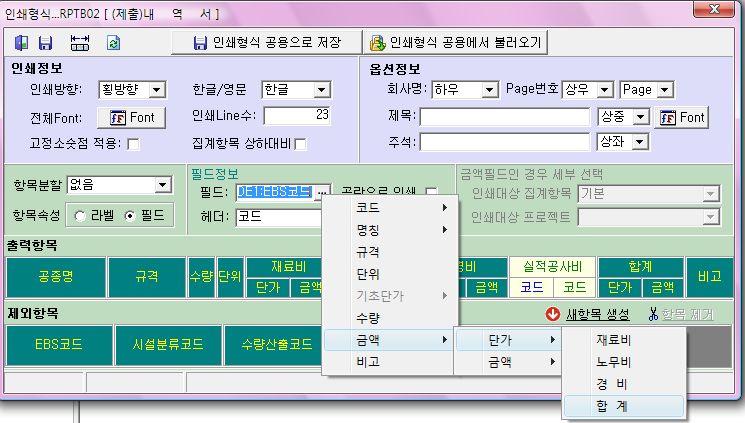 인쇄형식...RPTB02 [ (제출)내 역 서 ]
인쇄형식 공용으로 저장 인쇄형식 공용에서 불러오기
인쇄정보 옵션정보
인쇄방향: 횡방향 한글/영문 한글 회사명: 하우 Page번호 상우 Page
전체Font: Font 인쇄Line수: 23 제목: 상중 Font
고정소숫점 적용: 집계항목 상하대비 주석: 상좌
항목분할 없음 필드정보 금액필드인 경우 세부 선택
필드: DET:EBS코드 ... 공란으로 인쇄 인쇄대상 집계항목 기본
항목속성 라벨 필드 헤더: 코드 인쇄대상 프로젝트
출력항목
공종명 규격 수량 단위 재료비 경비 실적공사비 합계 비고
단가 금액 금액 코드 코드 단가 금액
제외항목 새항목 생성 항목 제거
EBS코드 시설분류코드 수량산출코드
코드
명칭
규격
단위
기초단가
수량
금액
비고
단가
금액
재료비
노무비
경 비
합 계